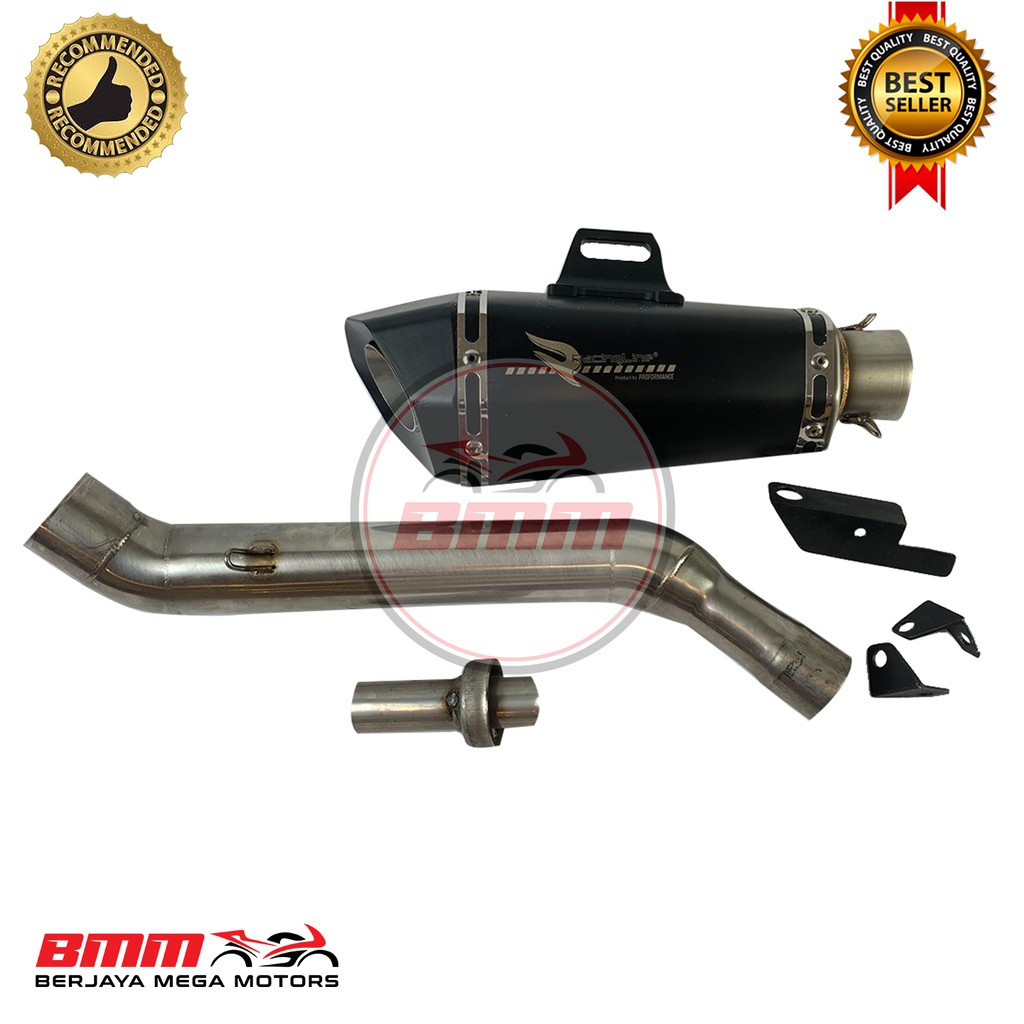 RECOMMENDED
RECOMMENDED
BEST QUALITY BEST QUALITY
BEST
SELLER
BEST QUALITY BEST QUALITY
RacingLine®
Product by PROFORMANCE
BMM
BMM
BERJAYA MEGA MOTORS